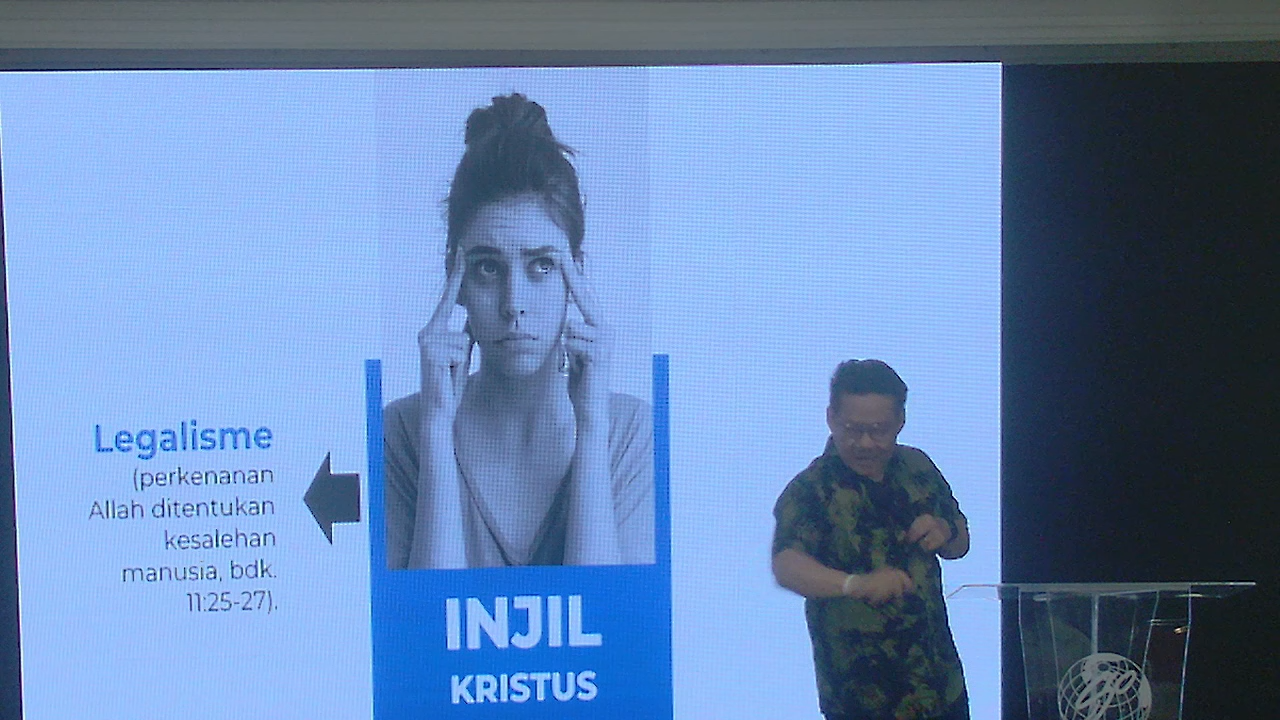 Legalisme
(perkenanan
Allah ditentukan
kesalehan
manusia, bdk.
11:25-27).
INJIL
KRISTUS